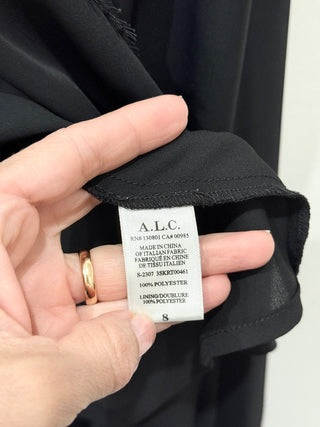 A.L.C.
RN# 130801 CA# 00985
MADE IN CHINA
OF ITALIAN FABRIC
FABRIQUÉ EN CHINE
DE TISSU ITALIEN
S-2307 3SKRT00461
100% POLYESTER
LINING/DOUBLURE
100% POLYESTER
8